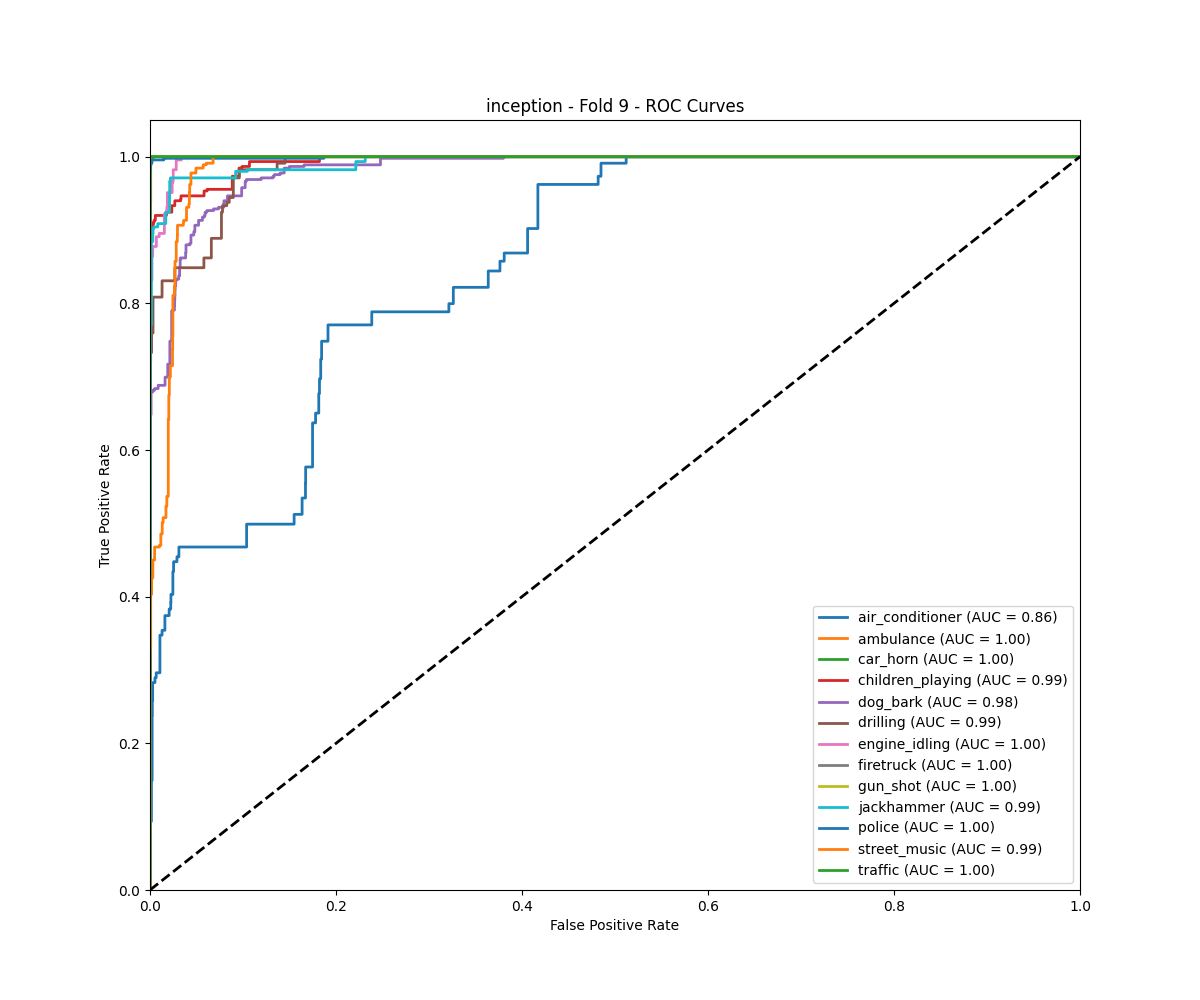 inception - Fold 9 - ROC Curves
1.0
0.8
0.6
0.4
0.2
0.0
True Positive Rate
air_conditioner (AUC = 0.86)
ambulance (AUC = 1.00)
car_horn (AUC = 1.00)
children_playing (AUC = 0.99)
dog_bark (AUC = 0.98)
drilling (AUC = 0.99)
engine_idling (AUC = 1.00)
firetruck (AUC = 1.00)
gun_shot (AUC = 1.00)
jackhammer (AUC = 0.99)
police (AUC = 1.00)
street_music (AUC = 0.99)
traffic (AUC = 1.00)
0.0 0.2 0.4 0.6 0.8 1.0
False Positive Rate